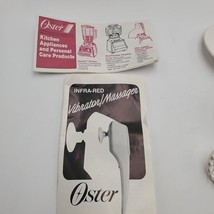 Oster
Kitchen
Appliances
and Personal
Care Products
INFRA-RED
Vibrator/Massager
Oster